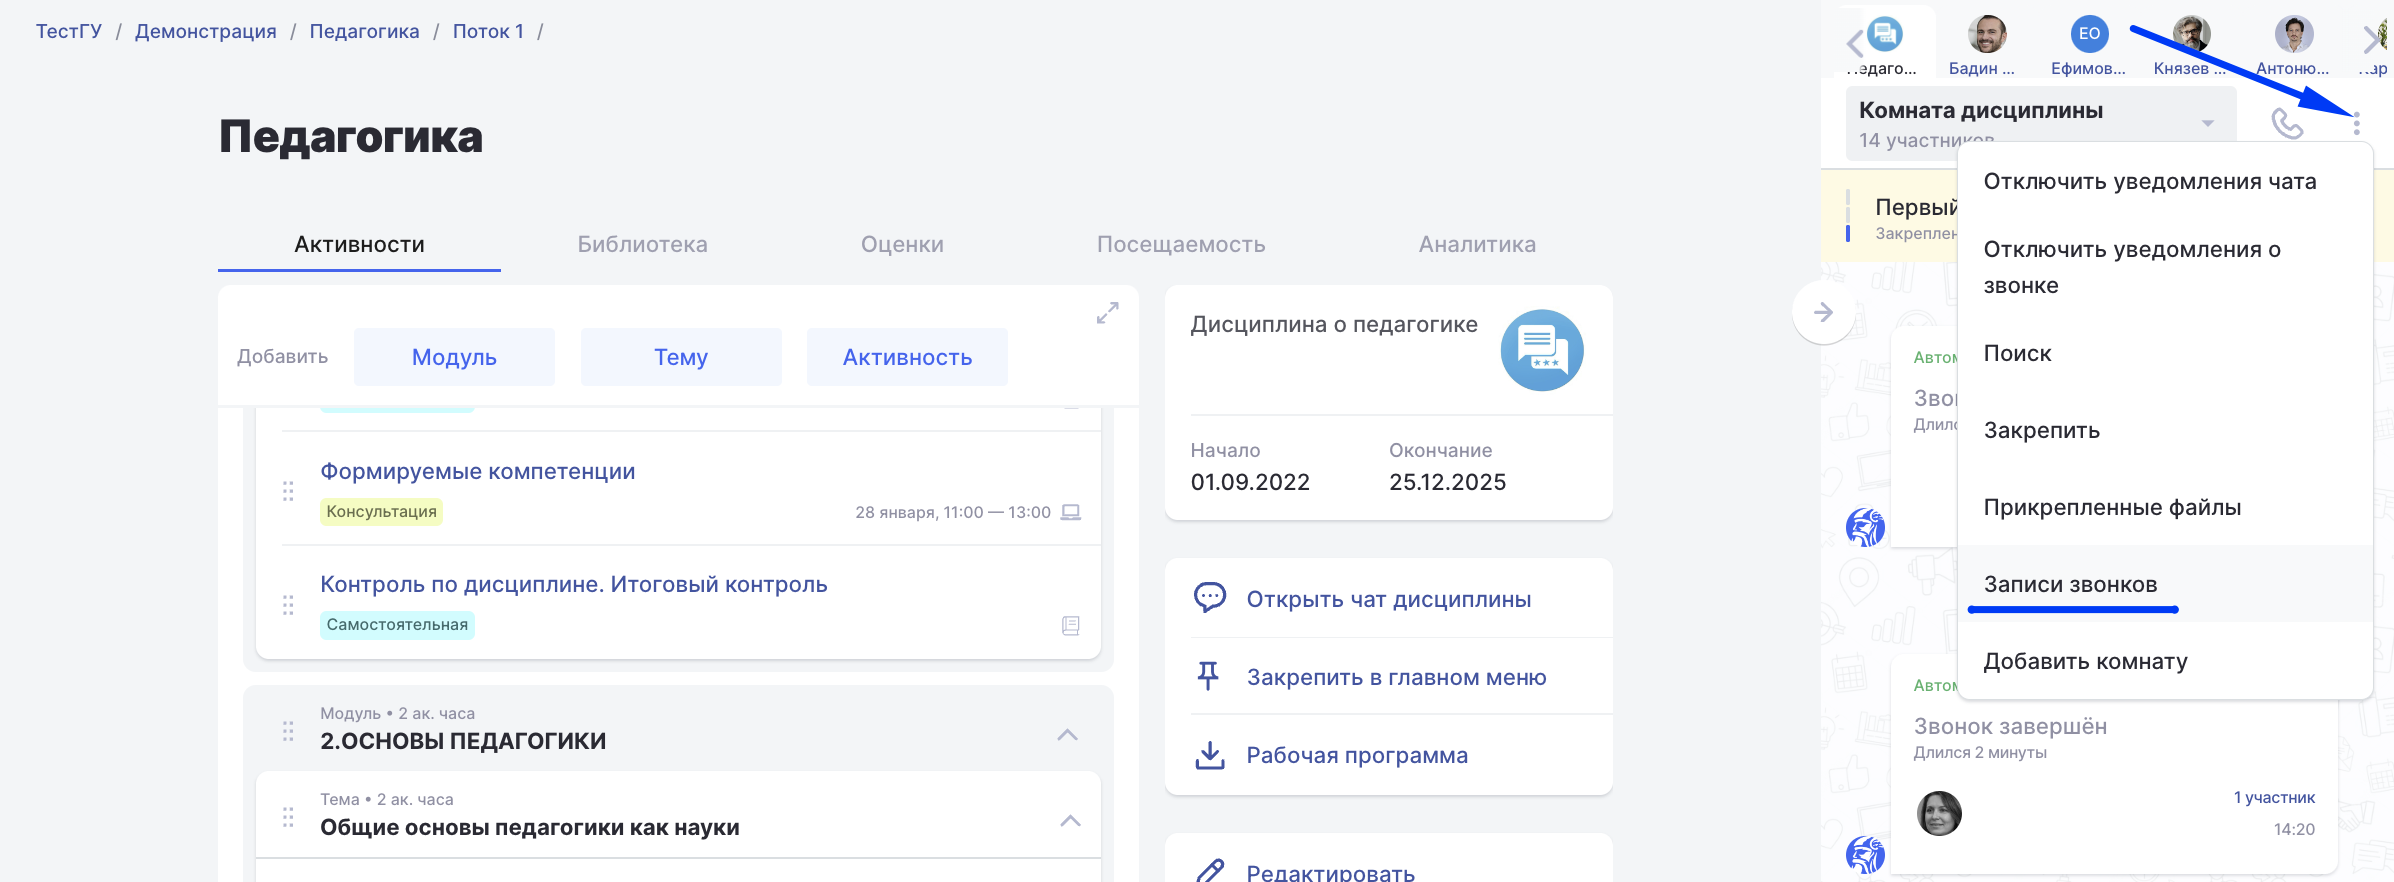 ТестГУ / Демонстрация / Педагогика / Поток 1 /
Педагогика
Активности
Библиотека
Оценки
Посещаемость
Аналитика
Добавить
Модуль
Тему
Активность
Формируемые компетенции
Консультация
28 января, 11:00 — 13:00
Контроль по дисциплине. Итоговый контроль
Самостоятельная
Модуль • 2 ак. часа
2.ОСНОВЫ ПЕДАГОГИКИ
Тема • 2 ак. часа
Общие основы педагогики как науки
Дисциплина о педагогике
Начало
01.09.2022
Окончание
25.12.2025
Открыть чат дисциплины
Закрепить в главном меню
Рабочая программа
Редактировать
ЕО
Педаго...
Бадин ...
Ефимов...
Князев ...
Антоню...
Кар
Комната дисциплины
14 участников
Первый
Закреплен
Отключить уведомления чата
Отключить уведомления о
звонке
Поиск
Закрепить
Прикрепленные файлы
Записи звонков
Добавить комнату
Автом
Звон
Длилс
Автом
Звонок завершён
Длился 2 минуты
1 участник
14:20